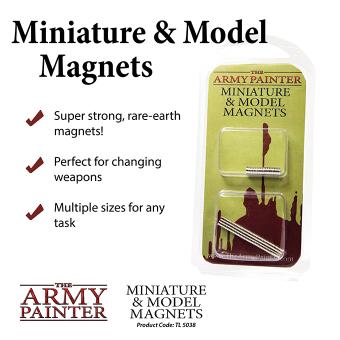 Miniature & Model
Magnets
Super strong, rare-earth
magnets!
Perfect for changing
weapons
Multiple sizes for any
task
THE
ARMY PAINTER
MINIATURE
& MODEL
MAGNETS
THE
ARMY
PAINTER
MINIATURE
& MODEL
MAGNETS
Product Code: TL 5038